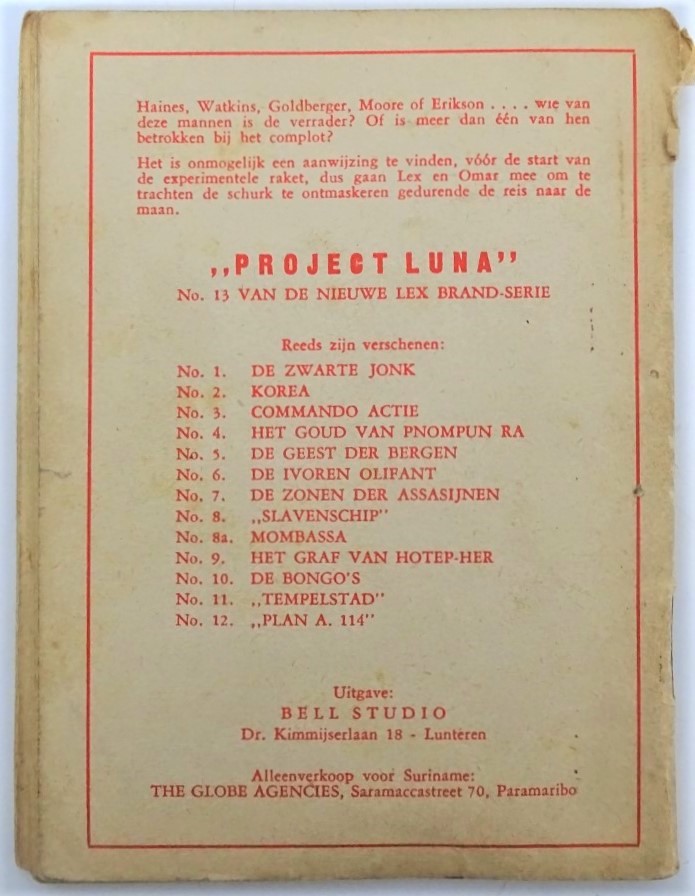 Haines, Watkins, Goldberger, Moore of Erikson . . . . wie van
deze mannen is de verrader? Of is meer dan één van hen
betrokken bij het complot?
Het is onmogelijk een aanwijzing te vinden, vóór de start van
de experimentele raket, dus gaan Lex en Omar mee om te
trachten de schurk te ontmaskeren gedurende de reis naar de
maan.
,,PROJECT LUNA"
No. 13 VAN DE NIEUWE LEX BRAND-SERIE
Reeds zijn verschenen:
No. 1. DE ZWARTE JONK
No. 2. KOREA
No. 3. COMMANDO ACTIE
No. 4. HET GOUD VAN PNOMPUN RA
No. 5. DE GEEST DER BERGEN
No. 6. DE IVOREN OLIFANT
No. 7. DE ZONEN DER ASSASIJNEN
No. 8. ,,SLAVENSCHIP"
No. 8a. MOMBASSA
No. 9. HET GRAF VAN HOTEP-HER
No. 10. DE BONGO'S
No. 11. ,,TEMPELSTAD"
No. 12. ,,PLAN A. 114"
Uitgave:
BELL STUDIO
Dr. Kimmijserlaan 18 - Lunteren
Alleenverkoop voor Suriname:
THE GLOBE AGENCIES, Saramaccastreet 70, Paramaribo